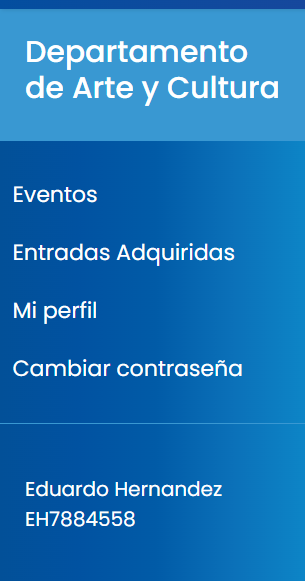 Departamento
de Arte y Cultura
Eventos
Entradas Adquiridas
Mi perfil
Cambiar contraseña
Eduardo Hernandez
EH7884558